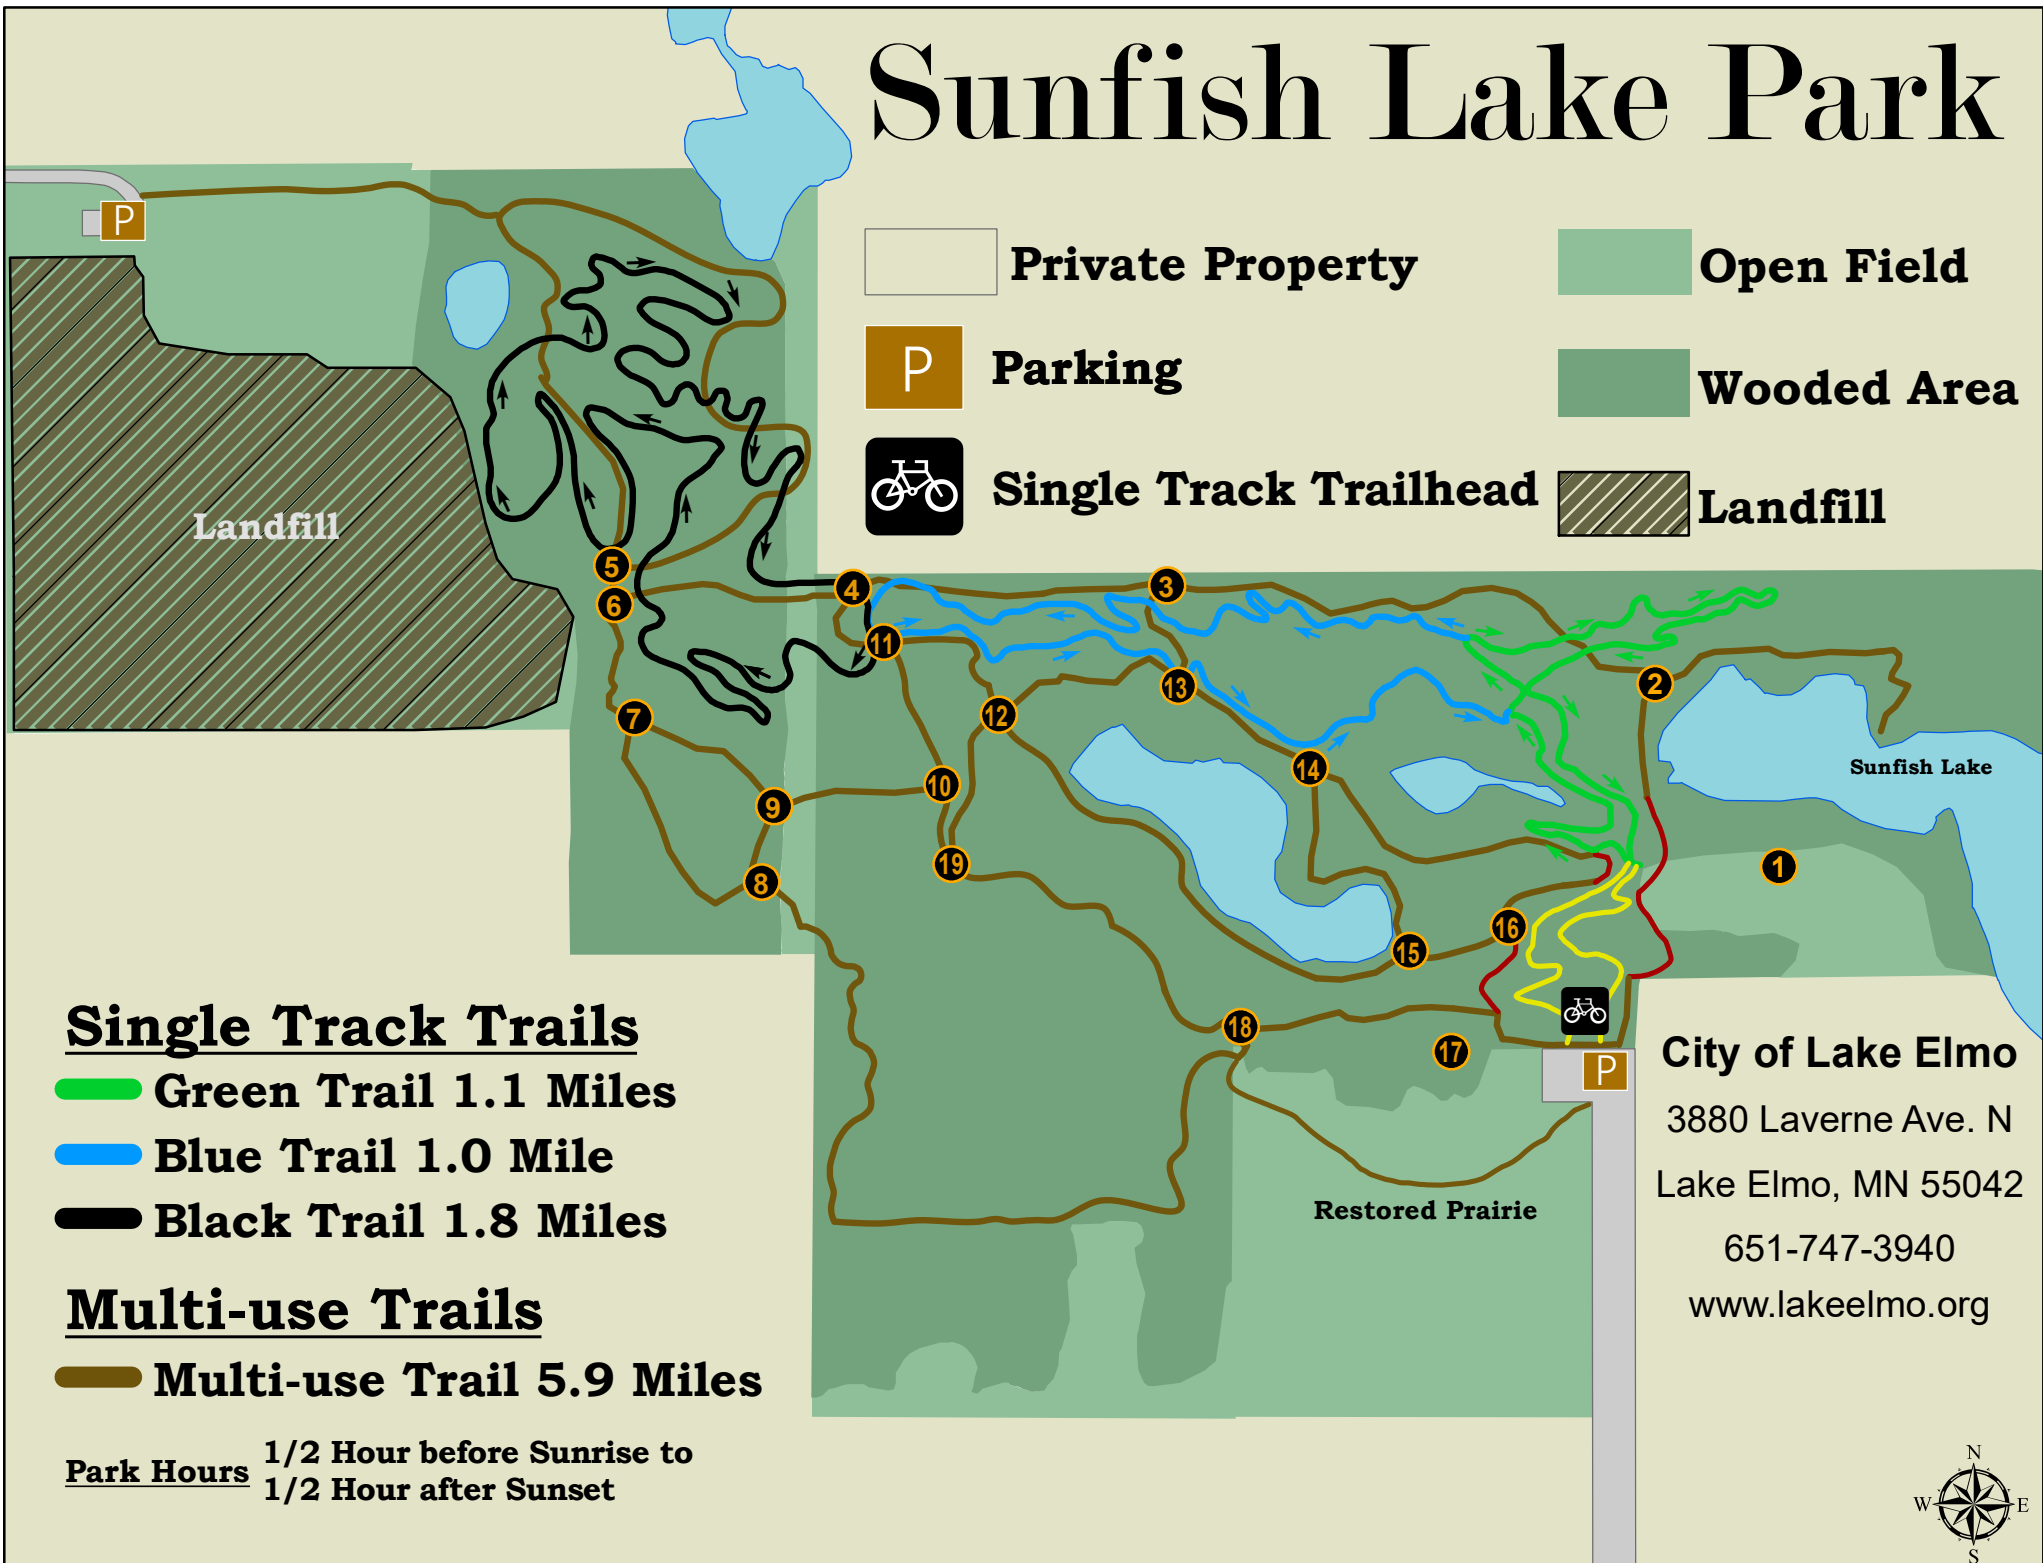 Sunfish Lake Park
P
Private Property
Open Field
P
Parking
Wooded Area
Single Track Trailhead
Landfill
Landfill
5
4
3
6
11
2
13
7
12
Sunfish Lake
14
10
9
1
19
8
16
15
18
17
P
Restored Prairie
Single Track Trails
Green Trail 1.1 Miles
Blue Trail 1.0 Mile
Black Trail 1.8 Miles
Multi-use Trails
Multi-use Trail 5.9 Miles
Park Hours
1/2 Hour before Sunrise to
1/2 Hour after Sunset
City of Lake Elmo
3880 Laverne Ave. N
Lake Elmo, MN 55042
651-747-3940
www.lakeelmo.org
N
W E
S